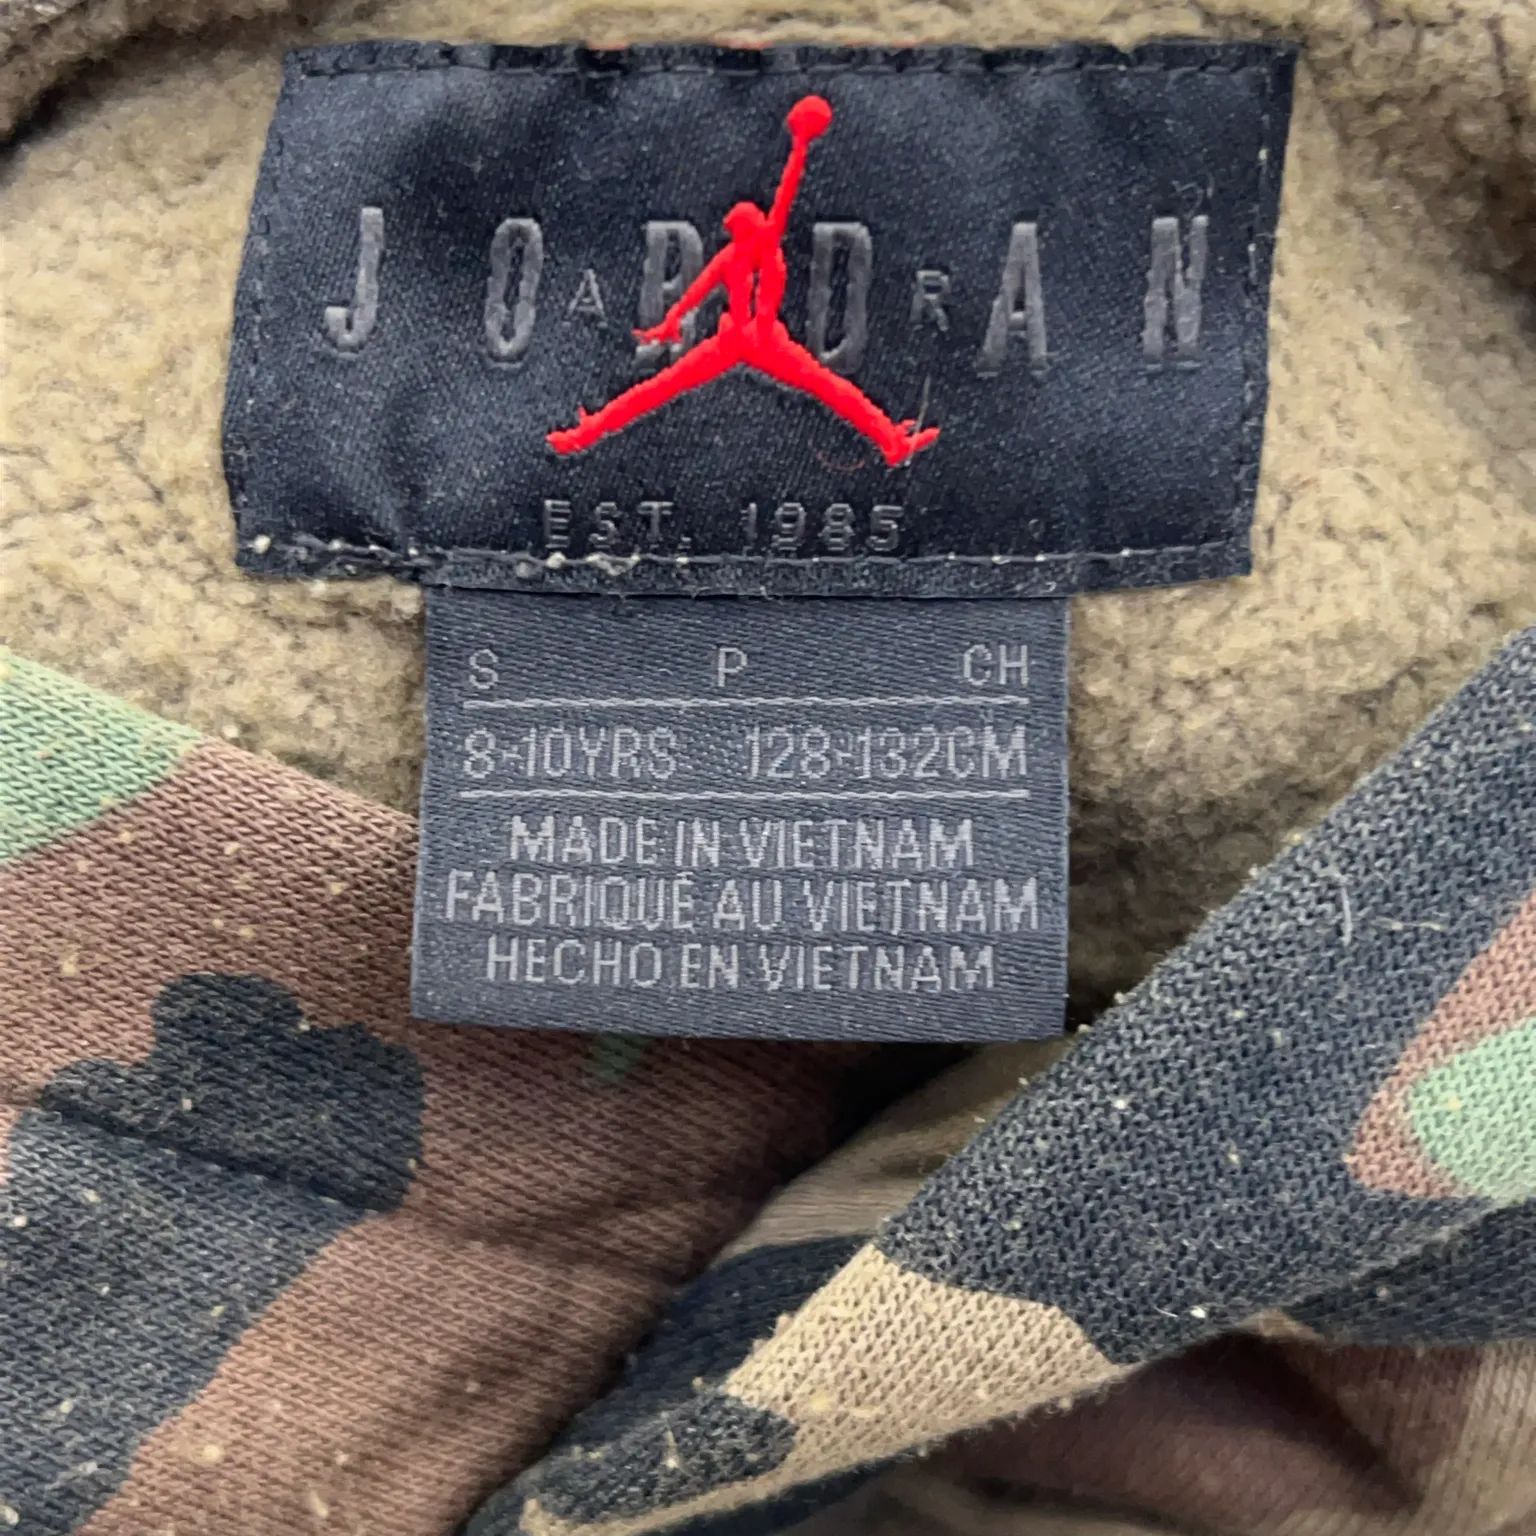 JORDAN
AIR
EST. 1985
S P CH
8-10YRS 128-132CM
MADE IN VIETNAM
FABRIQUÉ AU VIETNAM
HECHO EN VIETNAM